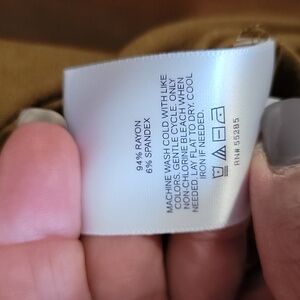 94% RAYON
6% SPANDEX
MACHINE WASH COLD WITH LIKE
COLORS. GENTLE CYCLE. ONLY
NON-CHLORINE BLEACH WHEN
NEEDED. LAY FLAT TO DRY. COOL
IRON IF NEEDED.
RN# 55285